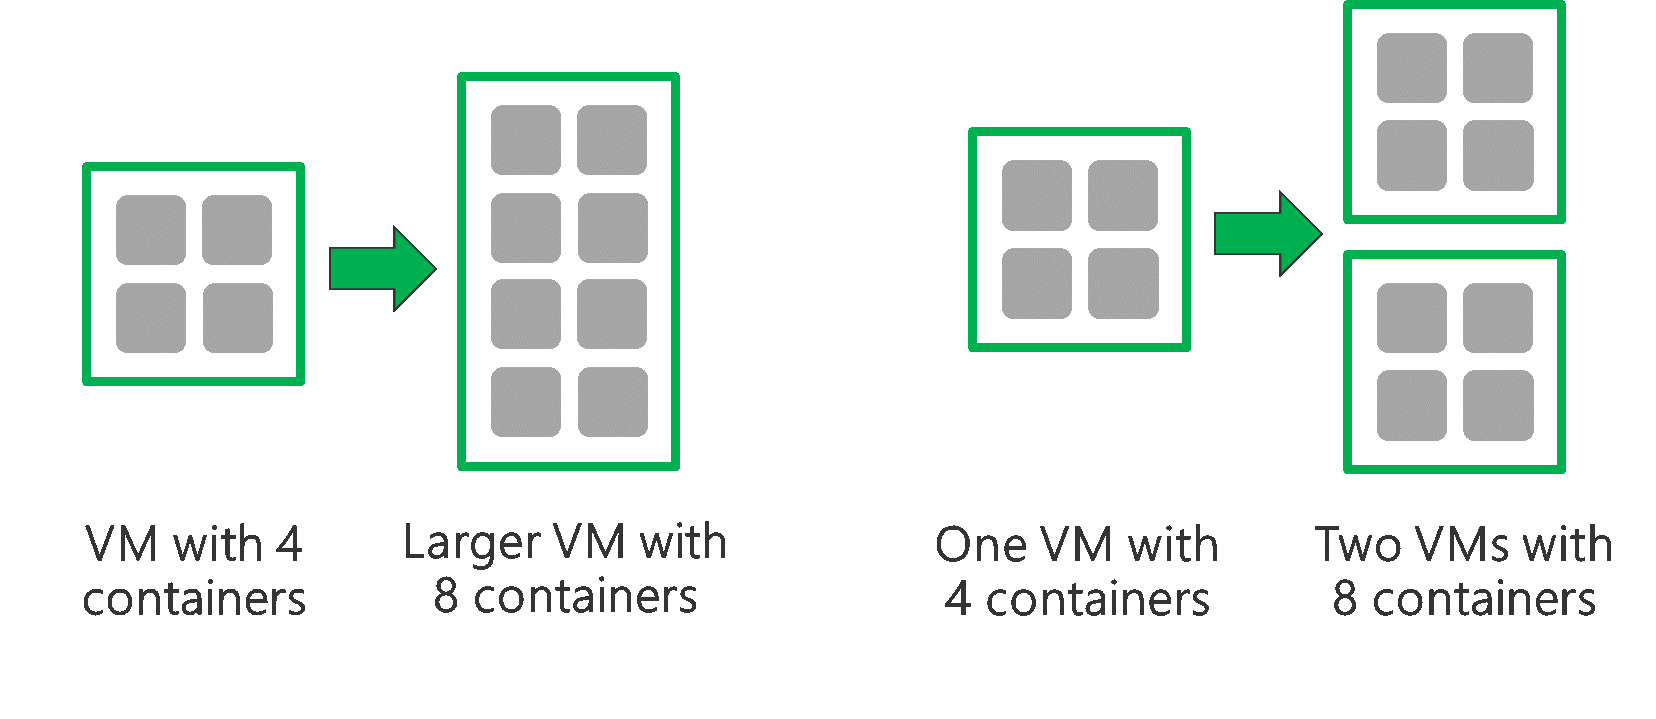 VM with 4
containers
Larger VM with
8 containers
One VM with
4 containers
Two VMs with
8 containers